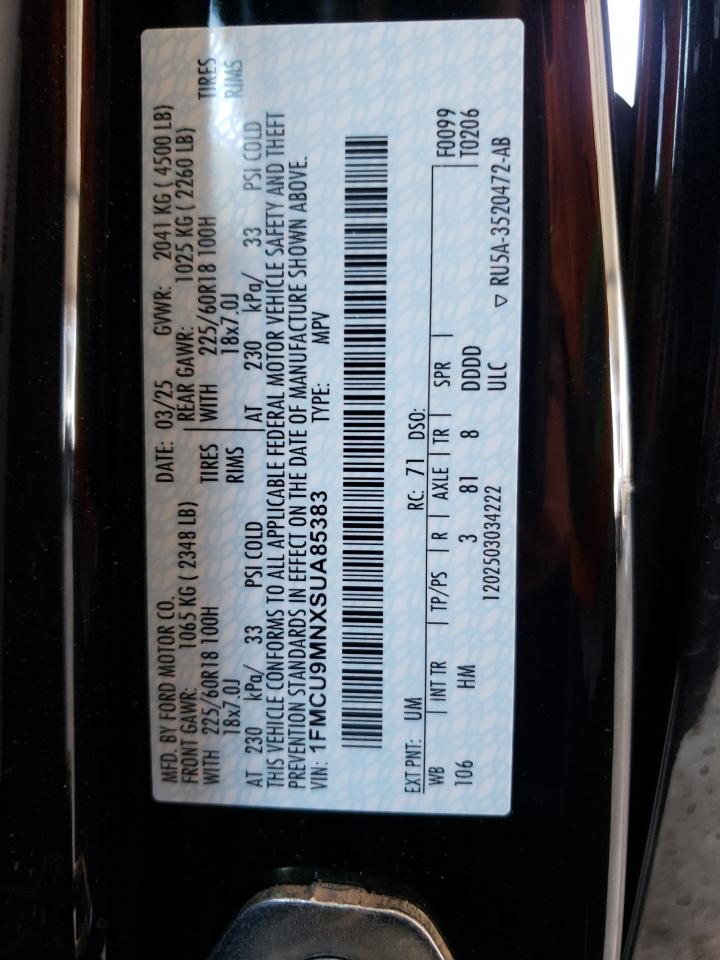 MFD. BY FORD MOTOR CO. DATE: 03/25 GVWR: 2041 KG ( 4500 LB)
FRONT GAWR: 1065 KG ( 2348 LB) REAR GAWR: 1025 KG ( 2260 LB)
WITH 225/60R18 100H TIRES WITH 225/60R18 100H TIRES
18x7.0J RIMS 18x7.0J RIMS
AT 230 kPa/ 33 PSI COLD AT 230 kPa/ 33 PSI COLD
THIS VEHICLE CONFORMS TO ALL APPLICABLE FEDERAL MOTOR VEHICLE SAFETY AND THEFT
PREVENTION STANDARDS IN EFFECT ON THE DATE OF MANUFACTURE SHOWN ABOVE.
VIN: 1FMCU9MNXSUA85383 TYPE: MPV
EXT PNT: UM RC: 71 DSO: F0099
WB INT TR TP/PS R AXLE TR SPR T0206
106 HM 3 81 8 DDDD
1202503034222 ULC ▽ RU5A-3520472-AB